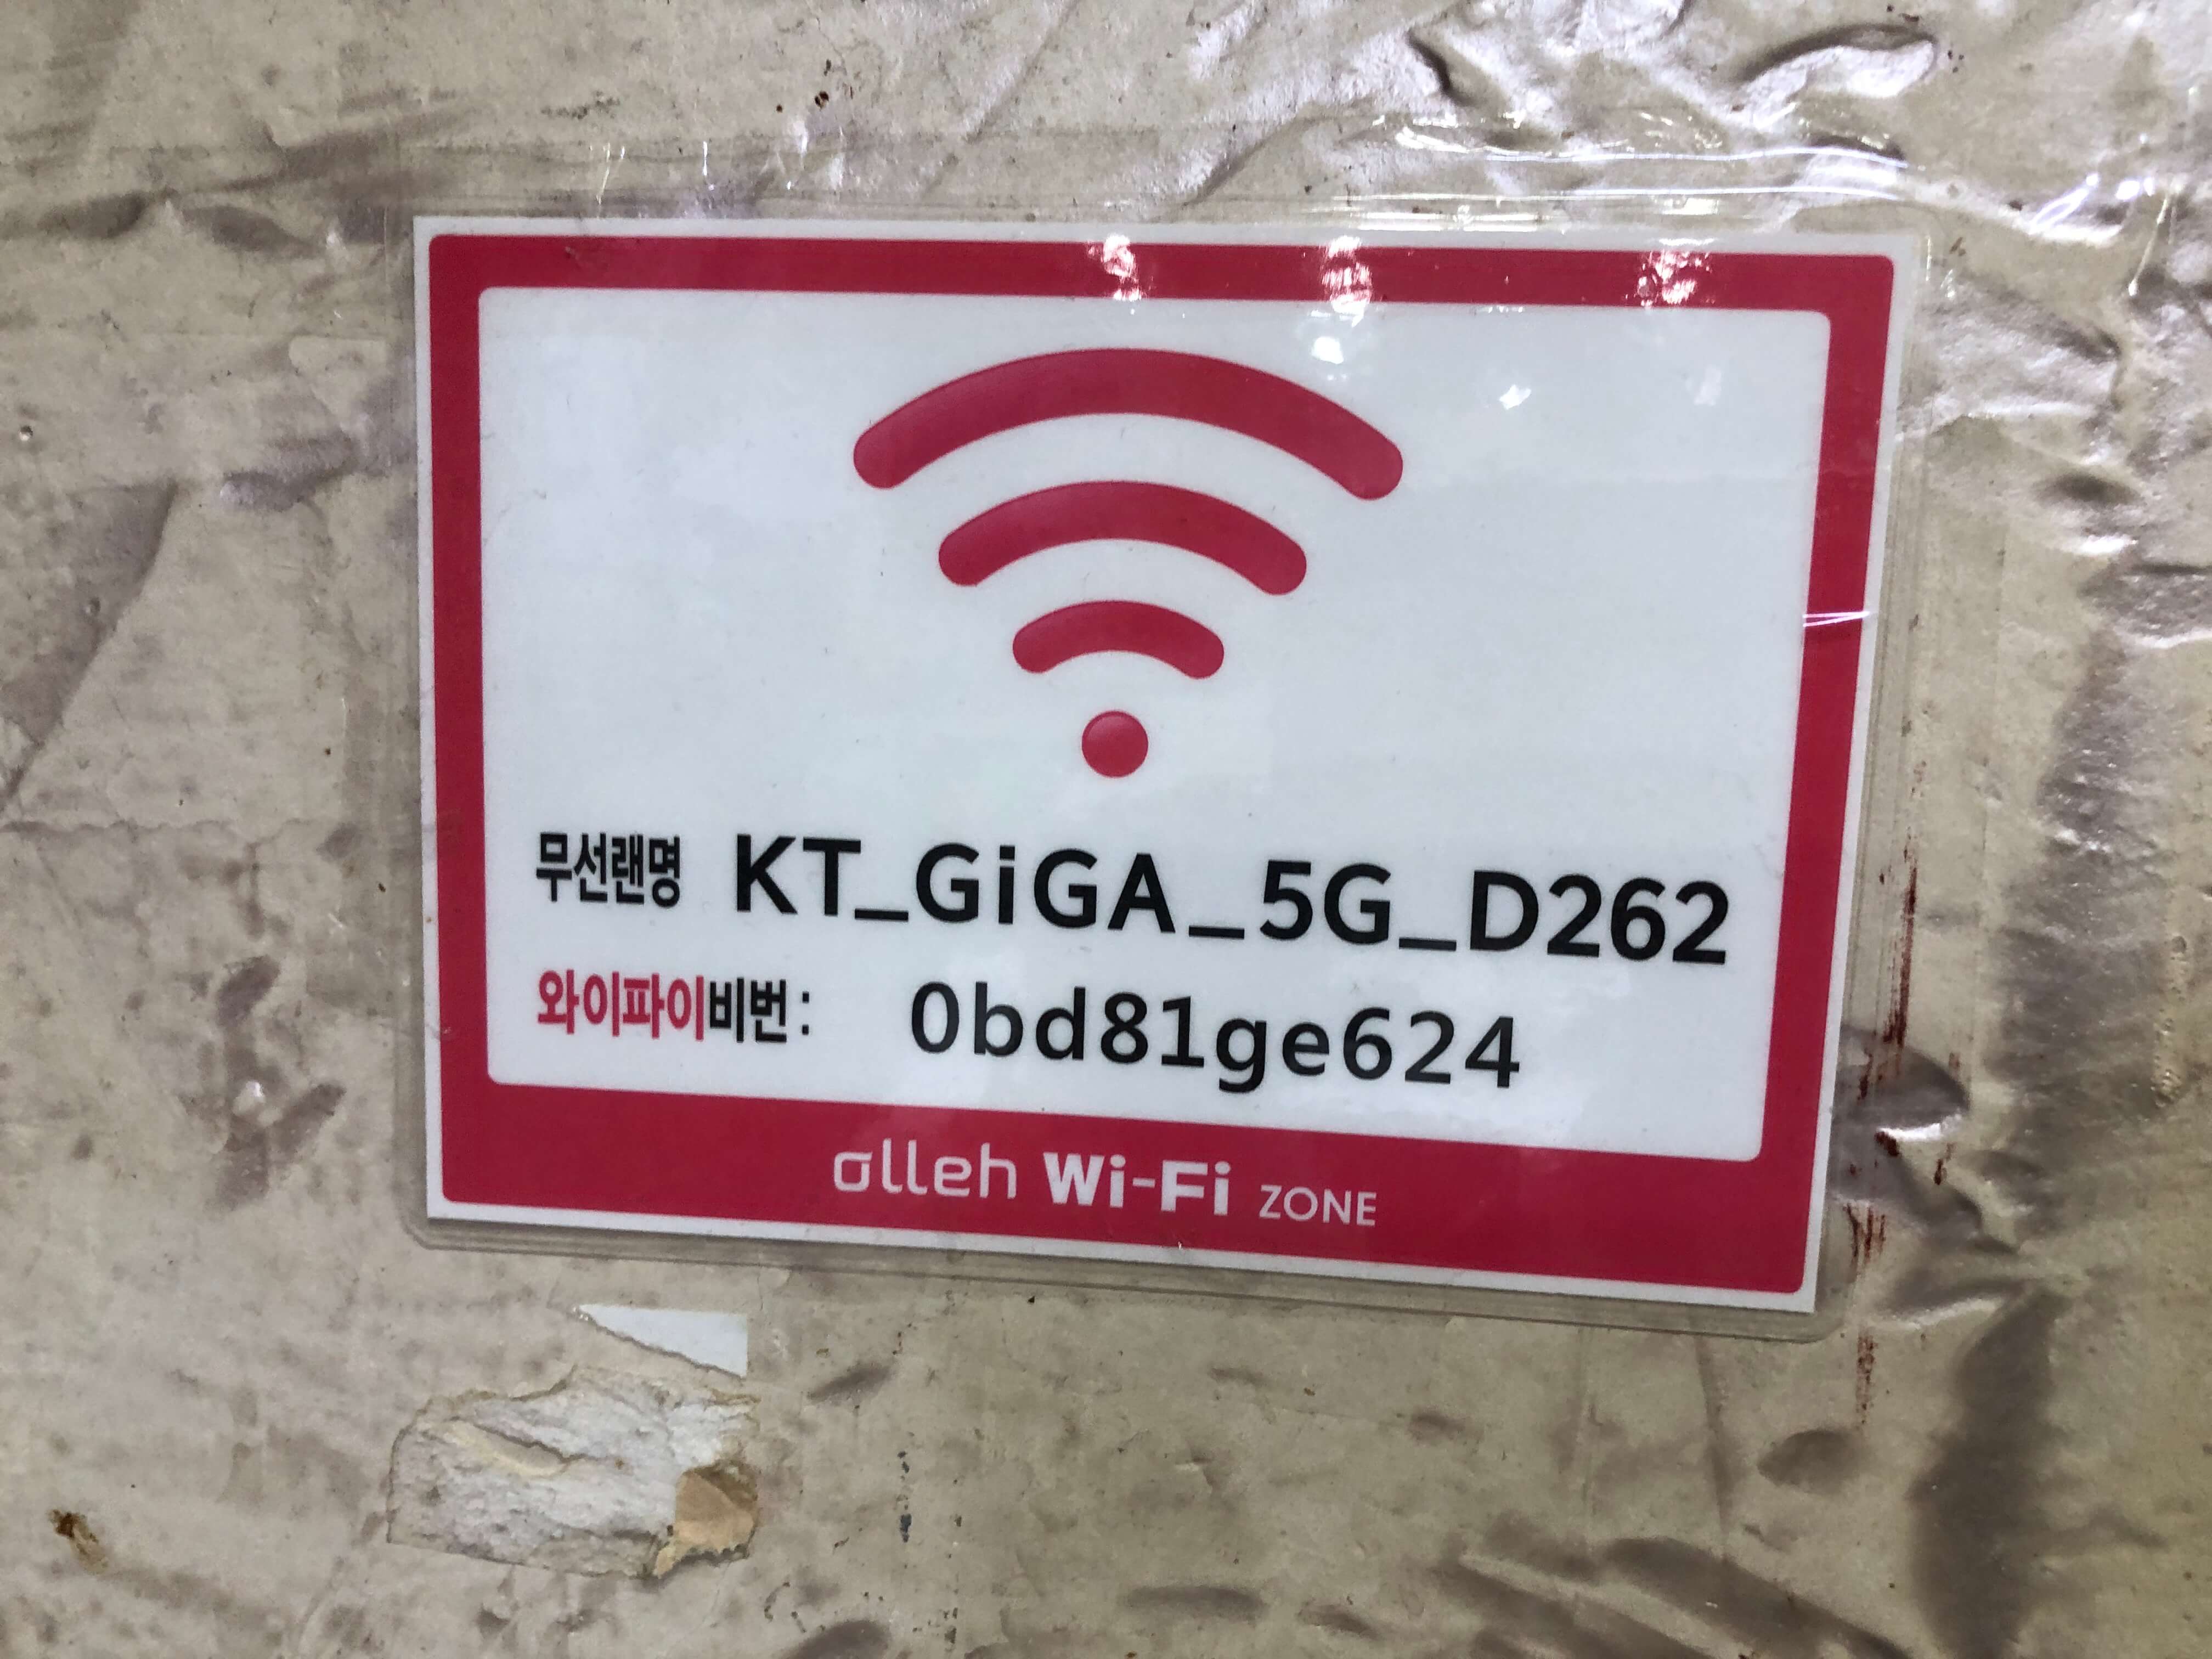 무선랜명 KT_GiGA_5G_D262
와이파이비번: 0bd81ge624
olleh Wi-Fi ZONE